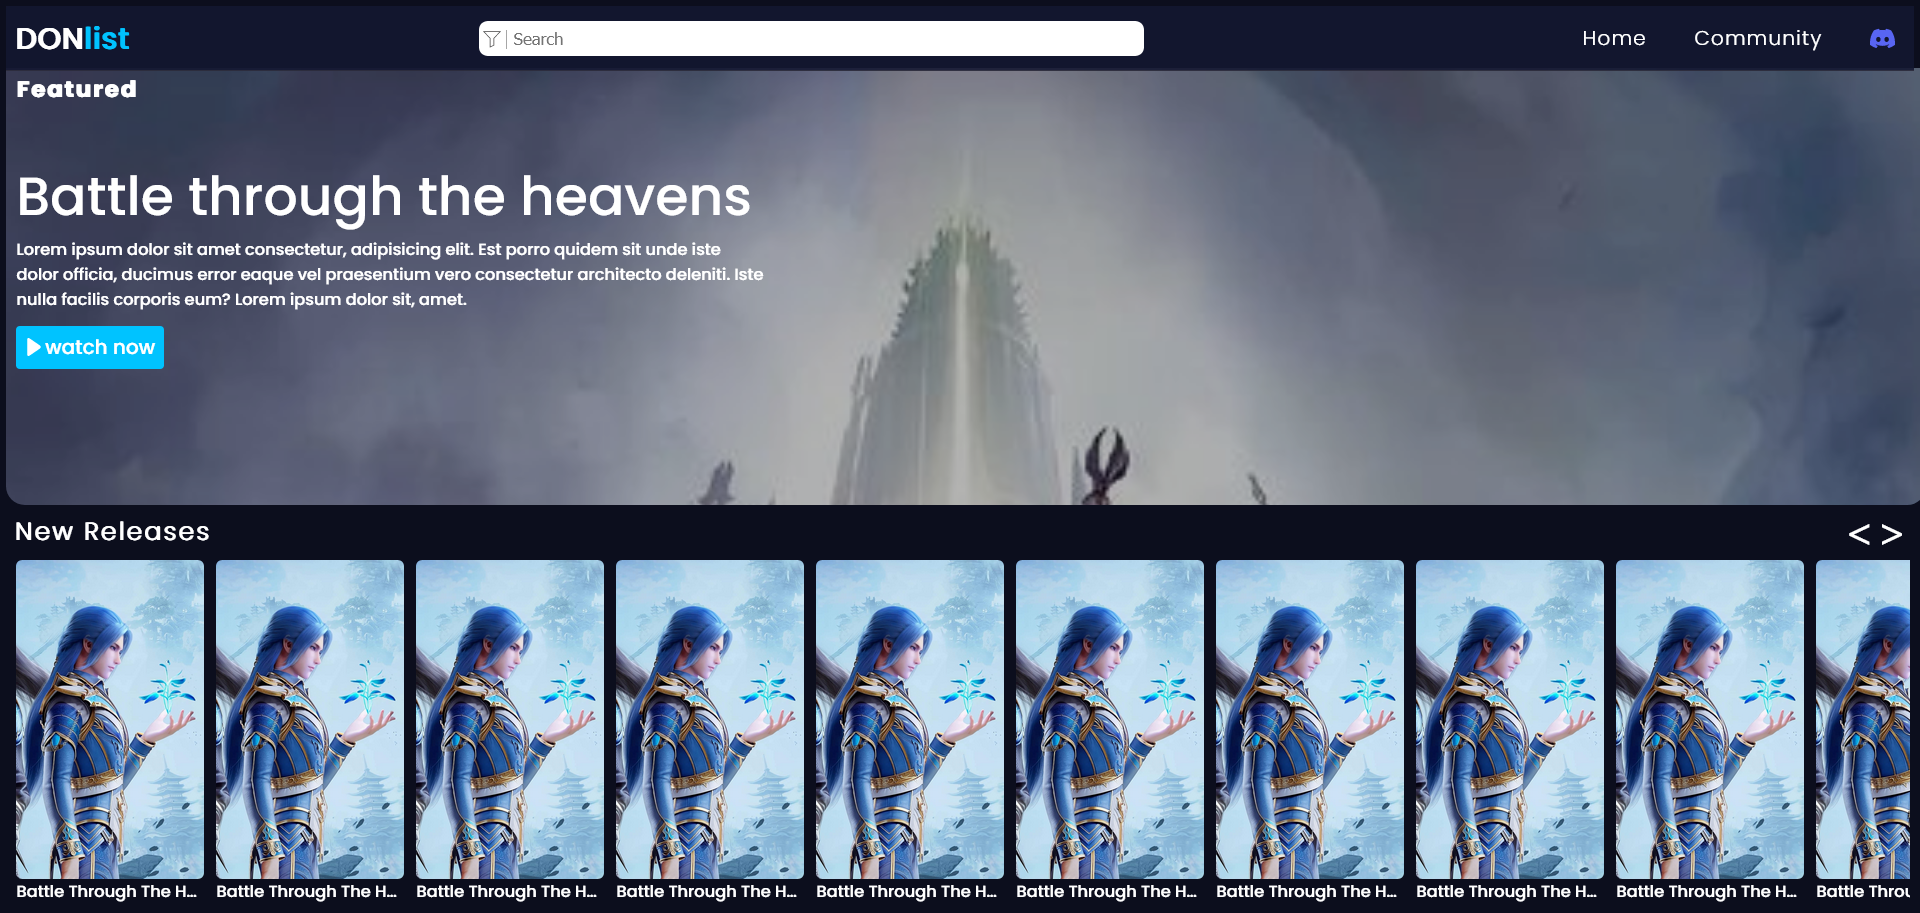 DONlist
Search
Home
Community
Featured
Battle through the heavens
Lorem ipsum dolor sit amet consectetur, adipisicing elit. Est porro quidem sit unde iste
dolor officia, ducimus error eaque vel praesentium vero consectetur architecto deleniti. Iste
nulla facilis corporis eum? Lorem ipsum dolor sit, amet.
watch now
New Releases
< >
Battle Through The H...
Battle Through The H...
Battle Through The H...
Battle Through The H...
Battle Through The H...
Battle Through The H...
Battle Through The H...
Battle Through The H...
Battle Through The H...
Battle Throu